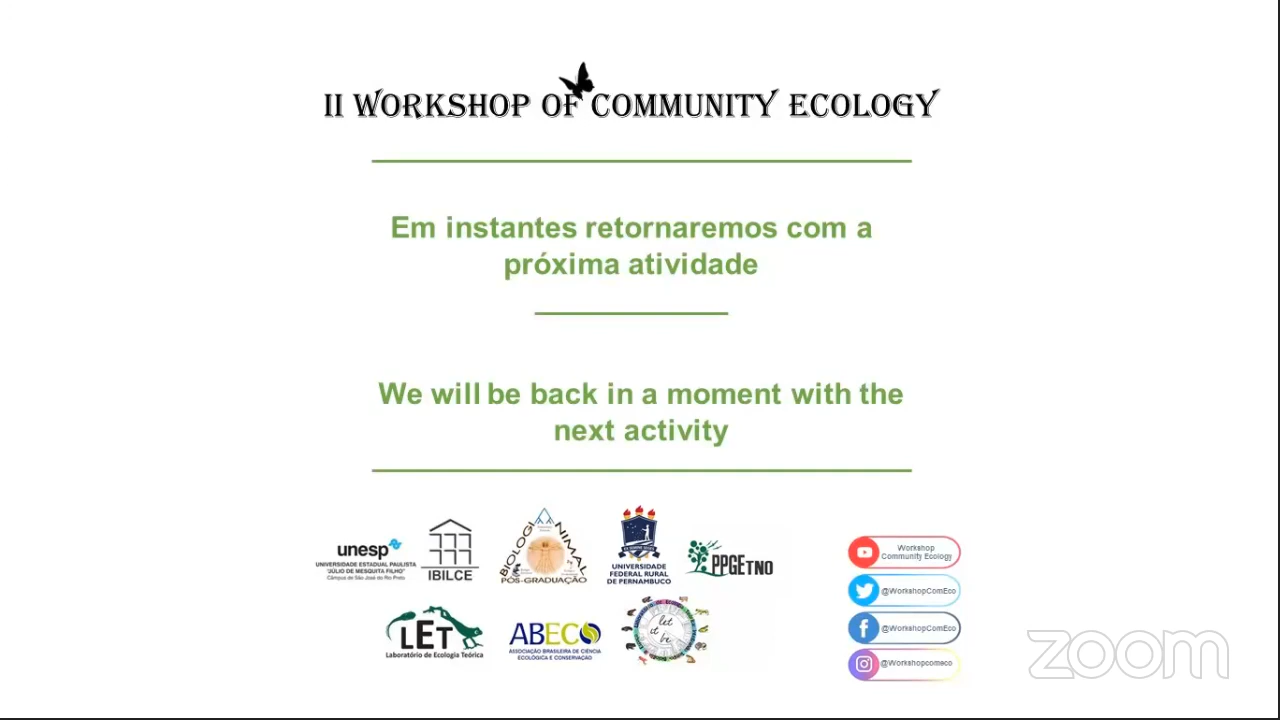 II WORKSHOP OF COMMUNITY ECOLOGY
Em instantes retornaremos com a
próxima atividade
We will be back in a moment with the
next activity
unesp
UNIVERSIDADE ESTADUAL PAULISTA
"JÚLIO DE MESQUITA FILHO"
Câmpus de São José do Rio Preto
IBILCE
BIOLOGIA ANIMAL
PÓS-GRADUAÇÃO
UNIVERSIDADE
FEDERAL RURAL
DE PERNAMBUCO
PPGETNO
LET
Laboratório de Ecologia Teórica
ABECO
ASSOCIAÇÃO BRASILEIRA DE CIÊNCIA
ECOLÓGICA E CONSERVAÇÃO
let
it be
Workshop
Community Ecology
@WorkshopComEco
@WorkshopComEco
@Workshopcomeco
zoom